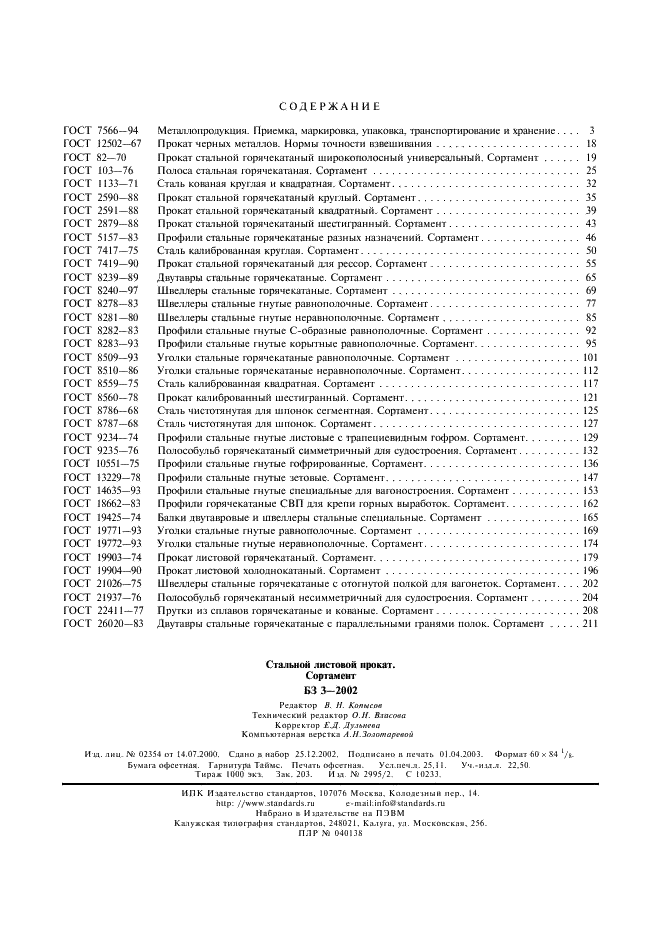 СОДЕРЖАНИЕ
ГОСТ 7566—94 Металлопродукция. Приемка, маркировка, упаковка, транспортирование и хранение . . . . 3
ГОСТ 12502—67 Прокат черных металлов. Нормы точности взвешивания . . . . 18
ГОСТ 82—70 Прокат стальной горячекатаный широкополосный универсальный. Сортамент . . . . 19
ГОСТ 103—76 Полоса стальная горячекатаная. Сортамент . . . . 25
ГОСТ 1133—71 Сталь кованая круглая и квадратная. Сортамент . . . . 32
ГОСТ 2590—88 Прокат стальной горячекатаный круглый. Сортамент . . . . 35
ГОСТ 2591—88 Прокат стальной горячекатаный квадратный. Сортамент . . . . 39
ГОСТ 2879—88 Прокат стальной горячекатаный шестигранный. Сортамент . . . . 43
ГОСТ 5157—83 Профили стальные горячекатаные разных назначений. Сортамент . . . . 46
ГОСТ 7417—75 Сталь калиброванная круглая. Сортамент . . . . 50
ГОСТ 7419—90 Прокат стальной горячекатаный для рессор. Сортамент . . . . 55
ГОСТ 8239—89 Двутавры стальные горячекатаные. Сортамент . . . . 65
ГОСТ 8240—97 Швеллеры стальные горячекатаные. Сортамент . . . . 69
ГОСТ 8278—83 Швеллеры стальные гнутые равнополочные. Сортамент . . . . 77
ГОСТ 8281—80 Швеллеры стальные гнутые неравнополочные. Сортамент . . . . 85
ГОСТ 8282—83 Профили стальные гнутые С-образные равнополочные. Сортамент . . . . 92
ГОСТ 8283—93 Профили стальные гнутые корытные равнополочные. Сортамент . . . . 95
ГОСТ 8509—93 Уголки стальные горячекатаные равнополочные. Сортамент . . . . 101
ГОСТ 8510—86 Уголки стальные горячекатаные неравнополочные. Сортамент . . . . 112
ГОСТ 8559—75 Сталь калиброванная квадратная. Сортамент . . . . 117
ГОСТ 8560—78 Прокат калиброванный шестигранный. Сортамент . . . . 121
ГОСТ 8786—68 Сталь чистотянутая для шпонок сегментная. Сортамент . . . . 125
ГОСТ 8787—68 Сталь чистотянутая для шпонок. Сортамент . . . . 127
ГОСТ 9234—74 Профили стальные гнутые листовые с трапециевидным гофром. Сортамент . . . . 129
ГОСТ 9235—76 Полособульб горячекатаный симметричный для судостроения. Сортамент . . . . 132
ГОСТ 10551—75 Профили стальные гнутые гофрированные. Сортамент . . . . 136
ГОСТ 13229—78 Профили стальные гнутые зетовые. Сортамент . . . . 147
ГОСТ 14635—93 Профили стальные гнутые специальные для вагоностроения. Сортамент . . . . 153
ГОСТ 18662—83 Профили горячекатаные СВП для крепи горных выработок. Сортамент . . . . 162
ГОСТ 19425—74 Балки двутавровые и швеллеры стальные специальные. Сортамент . . . . 165
ГОСТ 19771—93 Уголки стальные гнутые равнополочные. Сортамент . . . . 169
ГОСТ 19772—93 Уголки стальные гнутые неравнополочные. Сортамент . . . . 174
ГОСТ 19903—74 Прокат листовой горячекатаный. Сортамент . . . . 179
ГОСТ 19904—90 Прокат листовой холоднокатаный. Сортамент . . . . 196
ГОСТ 21026—75 Швеллеры стальные горячекатаные с отогнутой полкой для вагонеток. Сортамент . . . . 202
ГОСТ 21937—76 Полособульб горячекатаный несимметричный для судостроения. Сортамент . . . . 204
ГОСТ 22411—77 Прутки из сплавов горячекатаные и кованые. Сортамент . . . . 208
ГОСТ 26020—83 Двутавры стальные горячекатаные с параллельными гранями полок. Сортамент . . . . 211
Стальной листовой прокат.
Сортамент
БЗ 3—2002
Редактор В. Н. Копысов
Технический редактор О.Н. Власова
Корректор Е.Д. Дульнева
Компьютерная верстка А.Н.Золотаревой
Изд. лиц. № 02354 от 14.07.2000. Сдано в набор 25.12.2002. Подписано в печать 01.04.2003. Формат 60 × 84 1/8.
Бумага офсетная. Гарнитура Таймс. Печать офсетная. Усл.печ.л. 25,11. Уч.-изд.л. 22,50.
Тираж 1000 экз. Зак. 203. Изд. № 2995/2. С 10233.
ИПК Издательство стандартов, 107076 Москва, Колодезный пер., 14.
http: //www.standards.ru e-mail:info@standards.ru
Набрано в Издательстве на ПЭВМ
Калужская типография стандартов, 248021, Калуга, ул. Московская, 256.
ПЛР № 040138